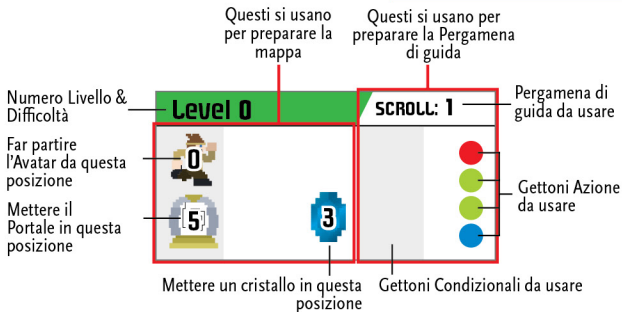 Questi si usano
per preparare la
mappa
Questi si usano per
preparare la Pergamena
di guida
Numero Livello &
Difficoltà
Level 0
SCROLL: 1
Pergamena di
guida da usare
Far partire
l'Avatar da questa
posizione
0
Mettere il
Portale in questa
posizione
5
3
Gettoni Azione
da usare
Mettere un cristallo in questa
posizione
Gettoni Condizionali da usare